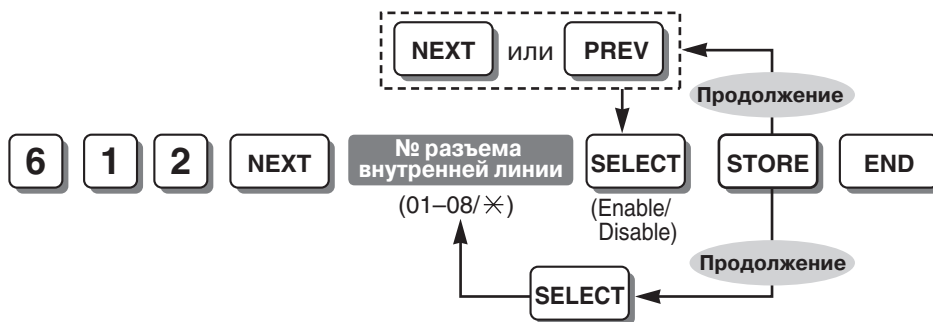 NEXT или PREV
Продолжение
6 1 2 NEXT № разъема внутренней линии SELECT STORE END
(01–08/✳)
(Enable/
Disable)
Продолжение
SELECT